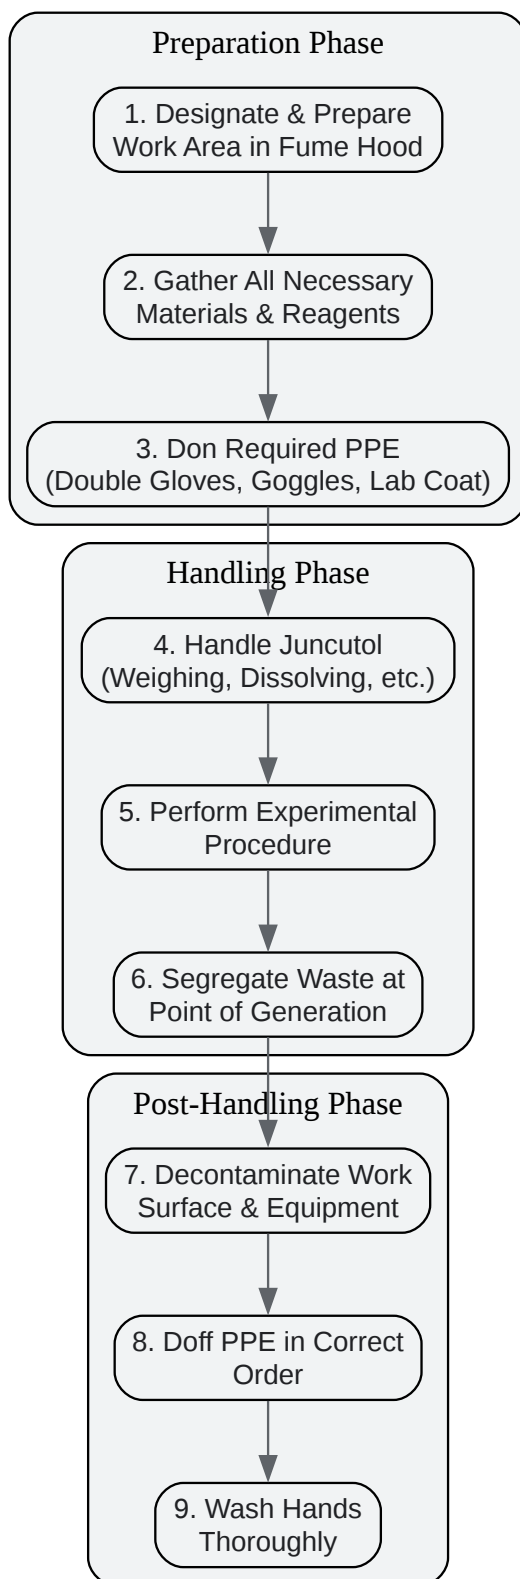 Preparation Phase
1. Designate & Prepare
Work Area in Fume Hood
2. Gather All Necessary
Materials & Reagents
3. Don Required PPE
(Double Gloves, Goggles, Lab Coat)
Handling Phase
4. Handle Juncutol
(Weighing, Dissolving, etc.)
5. Perform Experimental
Procedure
6. Segregate Waste at
Point of Generation
Post-Handling Phase
7. Decontaminate Work
Surface & Equipment
8. Doff PPE in Correct
Order
9. Wash Hands
Thoroughly